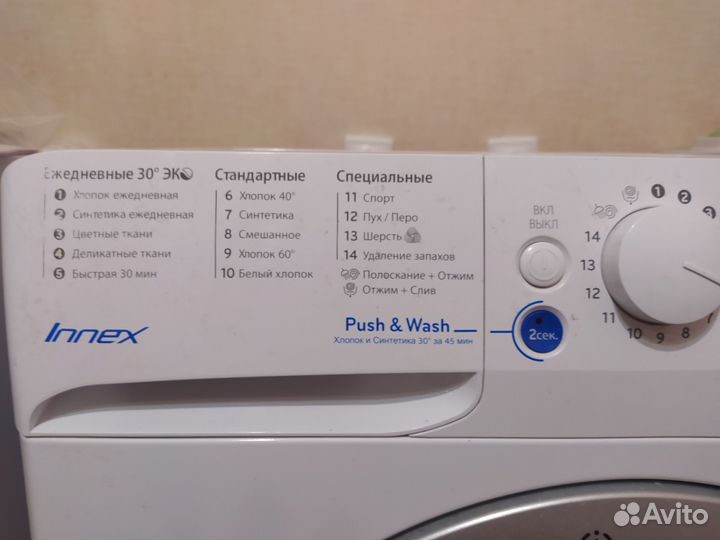 Ежедневные 30° ЭКО
1 Хлопок ежедневная
2 Синтетика ежедневная
3 Цветные ткани
4 Деликатные ткани
5 Быстрая 30 мин
Стандартные
6 Хлопок 40°
7 Синтетика
8 Смешанное
9 Хлопок 60°
10 Белый хлопок
Специальные
11 Спорт
12 Пух / Перо
13 Шерсть
14 Удаление запахов
Полоскание + Отжим
Отжим + Слив
Innex
Push & Wash
Хлопок и Синтетика 30° за 45 мин
ВКЛ
ВЫКЛ
2сек.
1
2
3
14
13
12
11
10
9
8
7
Avito